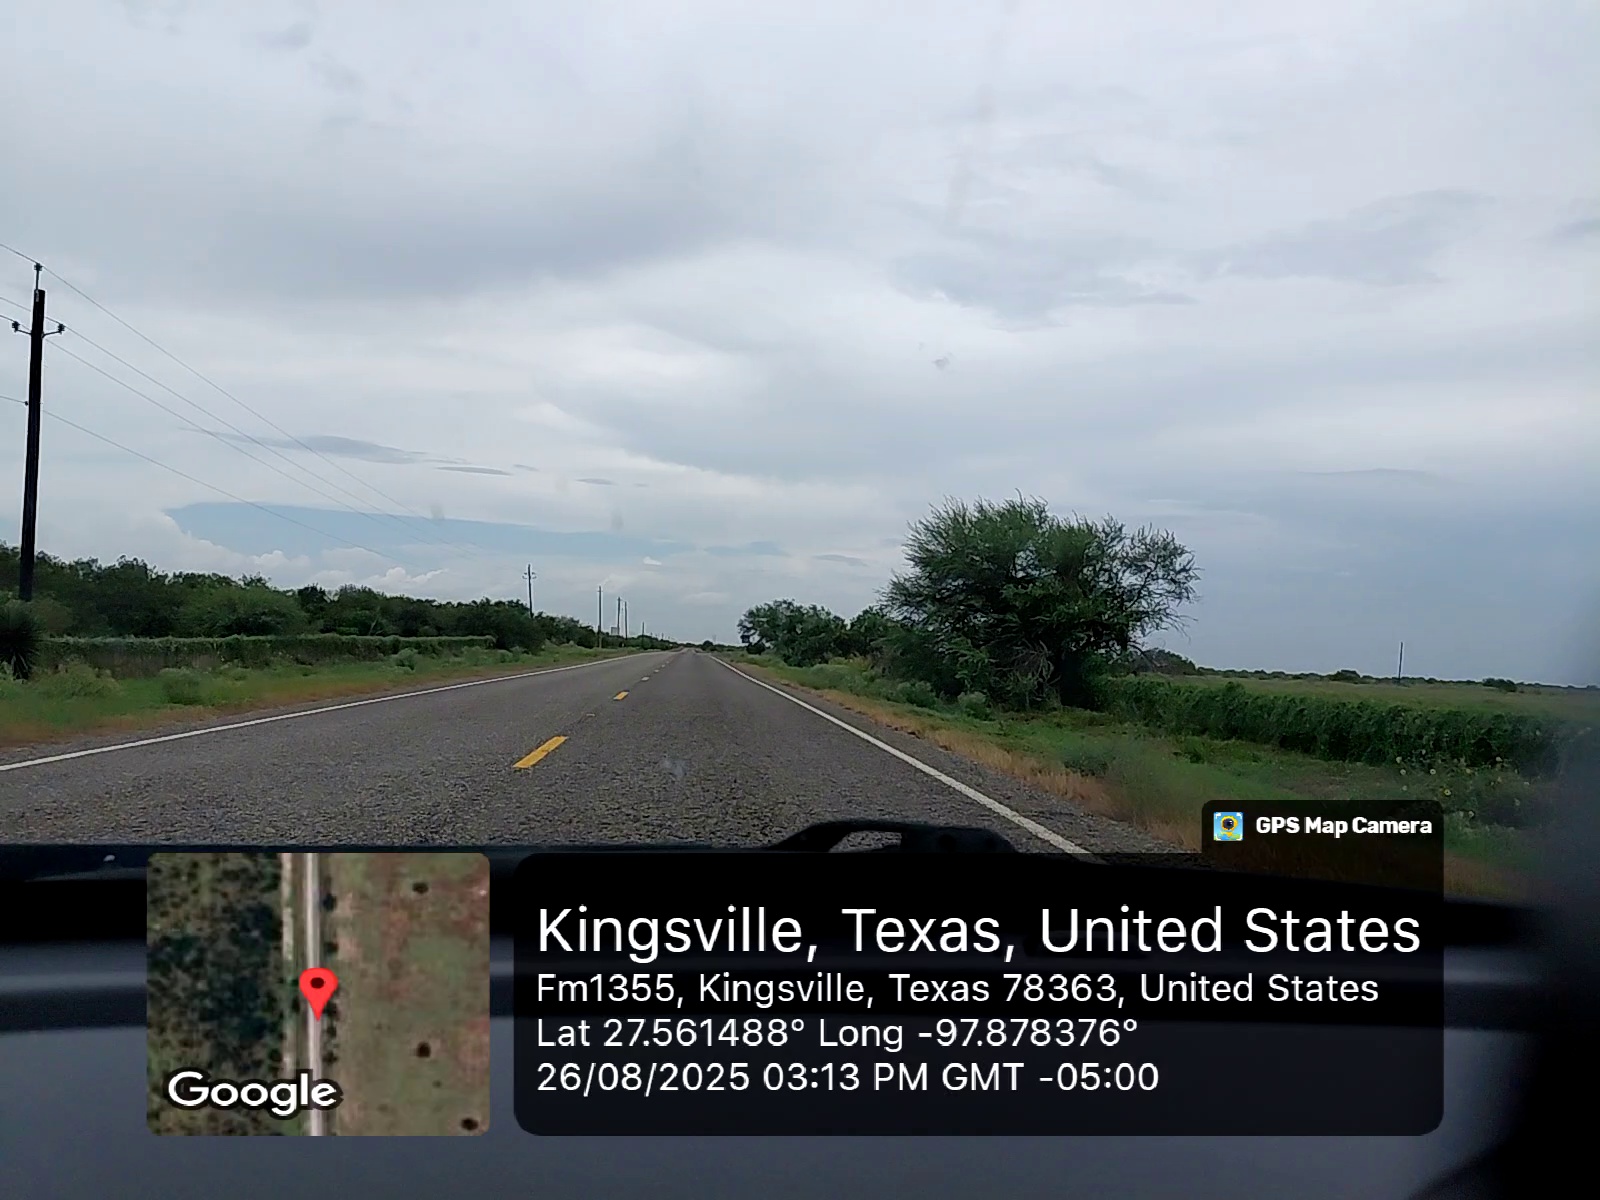 GPS Map Camera
Kingsville, Texas, United States
Fm1355, Kingsville, Texas 78363, United States
Lat 27.561488° Long -97.878376°
26/08/2025 03:13 PM GMT -05:00
Google